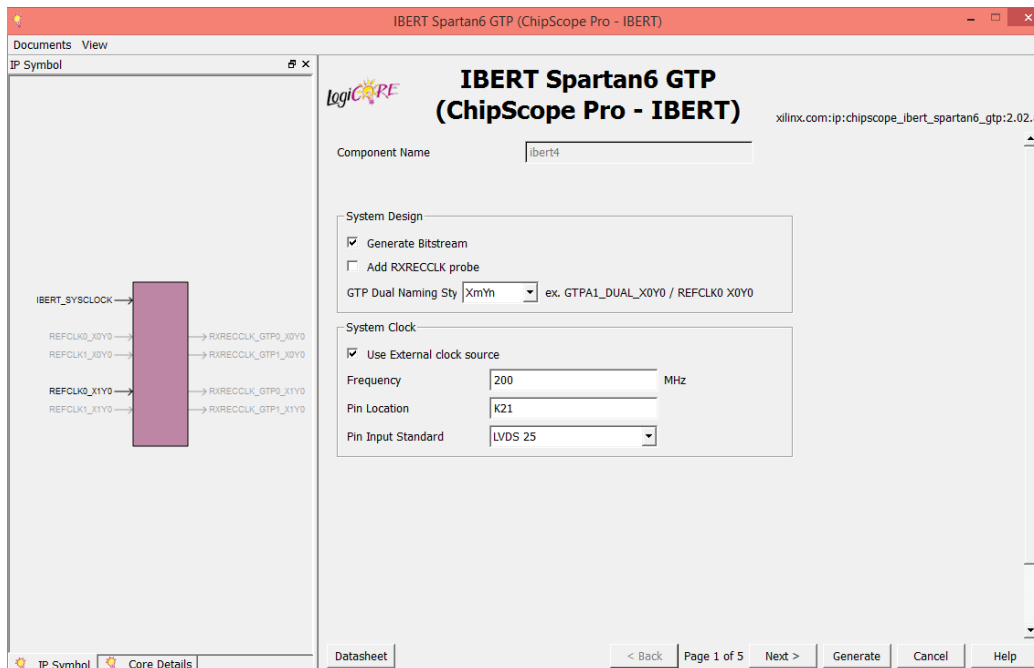 IBERT Spartan6 GTP (ChipScope Pro - IBERT)
Documents View
IP Symbol
IBERT_SYSCLOCK
REFCLK0_X0Y0
RXRECCLK_GTP0_X0Y0
REFCLK1_X0Y0
RXRECCLK_GTP1_X0Y0
REFCLK0_X1Y0
RXRECCLK_GTP0_X1Y0
REFCLK1_X1Y0
RXRECCLK_GTP1_X1Y0
IP Symbol
Core Details
LogiCORE
IBERT Spartan6 GTP
(ChipScope Pro - IBERT)
xilinx.com:ip:chipscope_ibert_spartan6_gtp:2.02.
Component Name
ibert4
System Design
Generate Bitstream
Add RXRECCLK probe
GTP Dual Naming Sty XmYn ex. GTPA1_DUAL_X0Y0 / REFCLK0 X0Y0
System Clock
Use External clock source
Frequency 200 MHz
Pin Location K21
Pin Input Standard LVDS 25
Datasheet < Back Page 1 of 5 Next > Generate Cancel Help